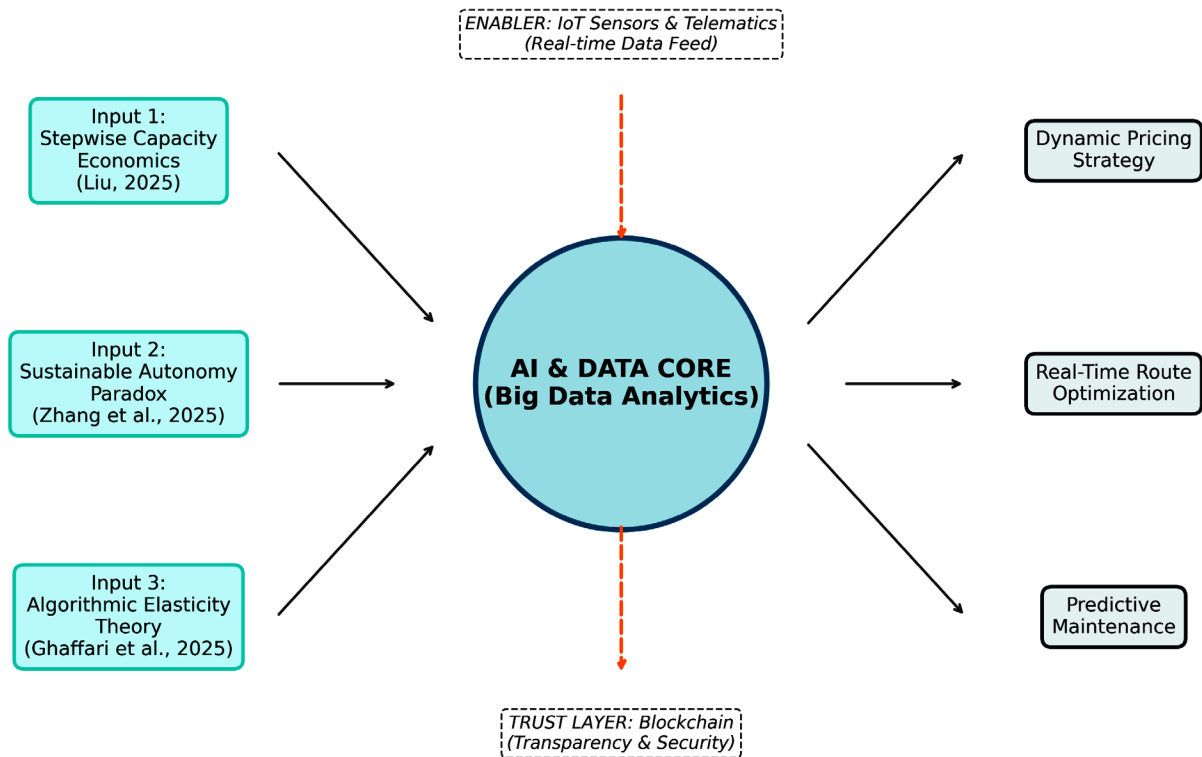 ENABLER: IoT Sensors & Telematics
(Real-time Data Feed)
Input 1:
Stepwise Capacity
Economics
(Liu, 2025)
Dynamic Pricing
Strategy
Input 2:
Sustainable Autonomy
Paradox
(Zhang et al., 2025)
AI & DATA CORE
(Big Data Analytics)
Real-Time Route
Optimization
Input 3:
Algorithmic Elasticity
Theory
(Ghaffari et al., 2025)
Predictive
Maintenance
TRUST LAYER: Blockchain
(Transparency & Security)